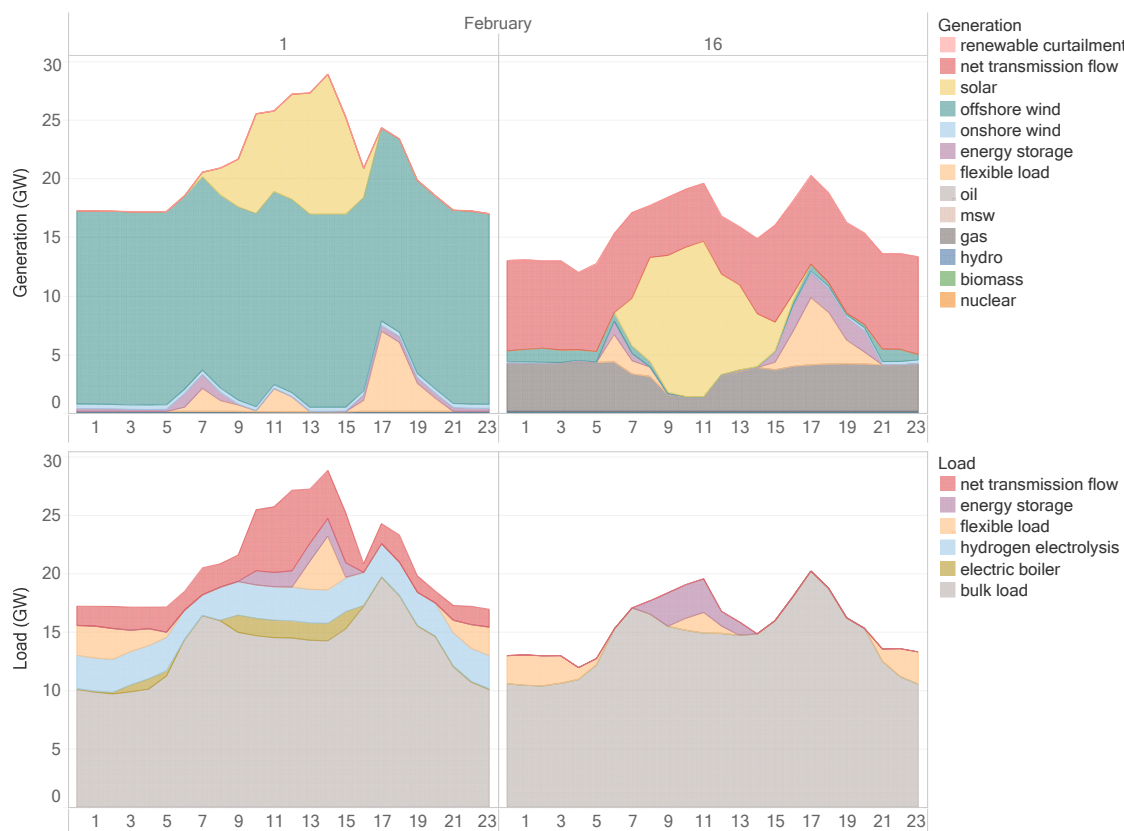 February
1
16
Generation (GW)
30
25
20
15
10
5
0
1 3 5 7 9 11 13 15 17 19 21 23
1 3 5 7 9 11 13 15 17 19 21 23
Generation
renewable curtailment
net transmission flow
solar
offshore wind
onshore wind
energy storage
flexible load
oil
msw
gas
hydro
biomass
nuclear
Load (GW)
30
25
20
15
10
5
0
1 3 5 7 9 11 13 15 17 19 21 23
1 3 5 7 9 11 13 15 17 19 21 23
Load
net transmission flow
energy storage
flexible load
hydrogen electrolysis
electric boiler
bulk load